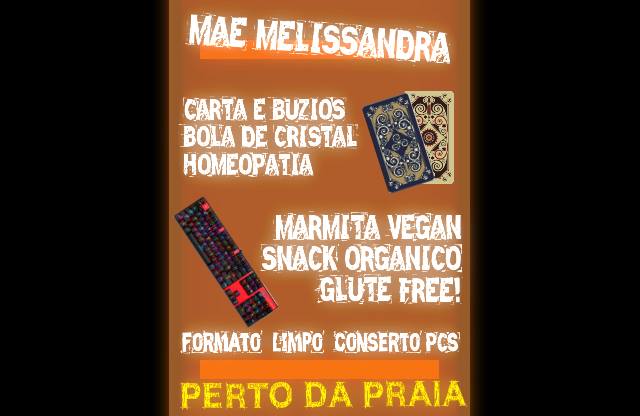 MAE MELISSANDRA
CARTA E BUZIOS
BOLA DE CRISTAL
HOMEOPATIA
MARMITA VEGAN
SNACK ORGANICO
GLUTE FREE!
FORMATO LIMPO CONSERTO PCS
PERTO DA PRAIA